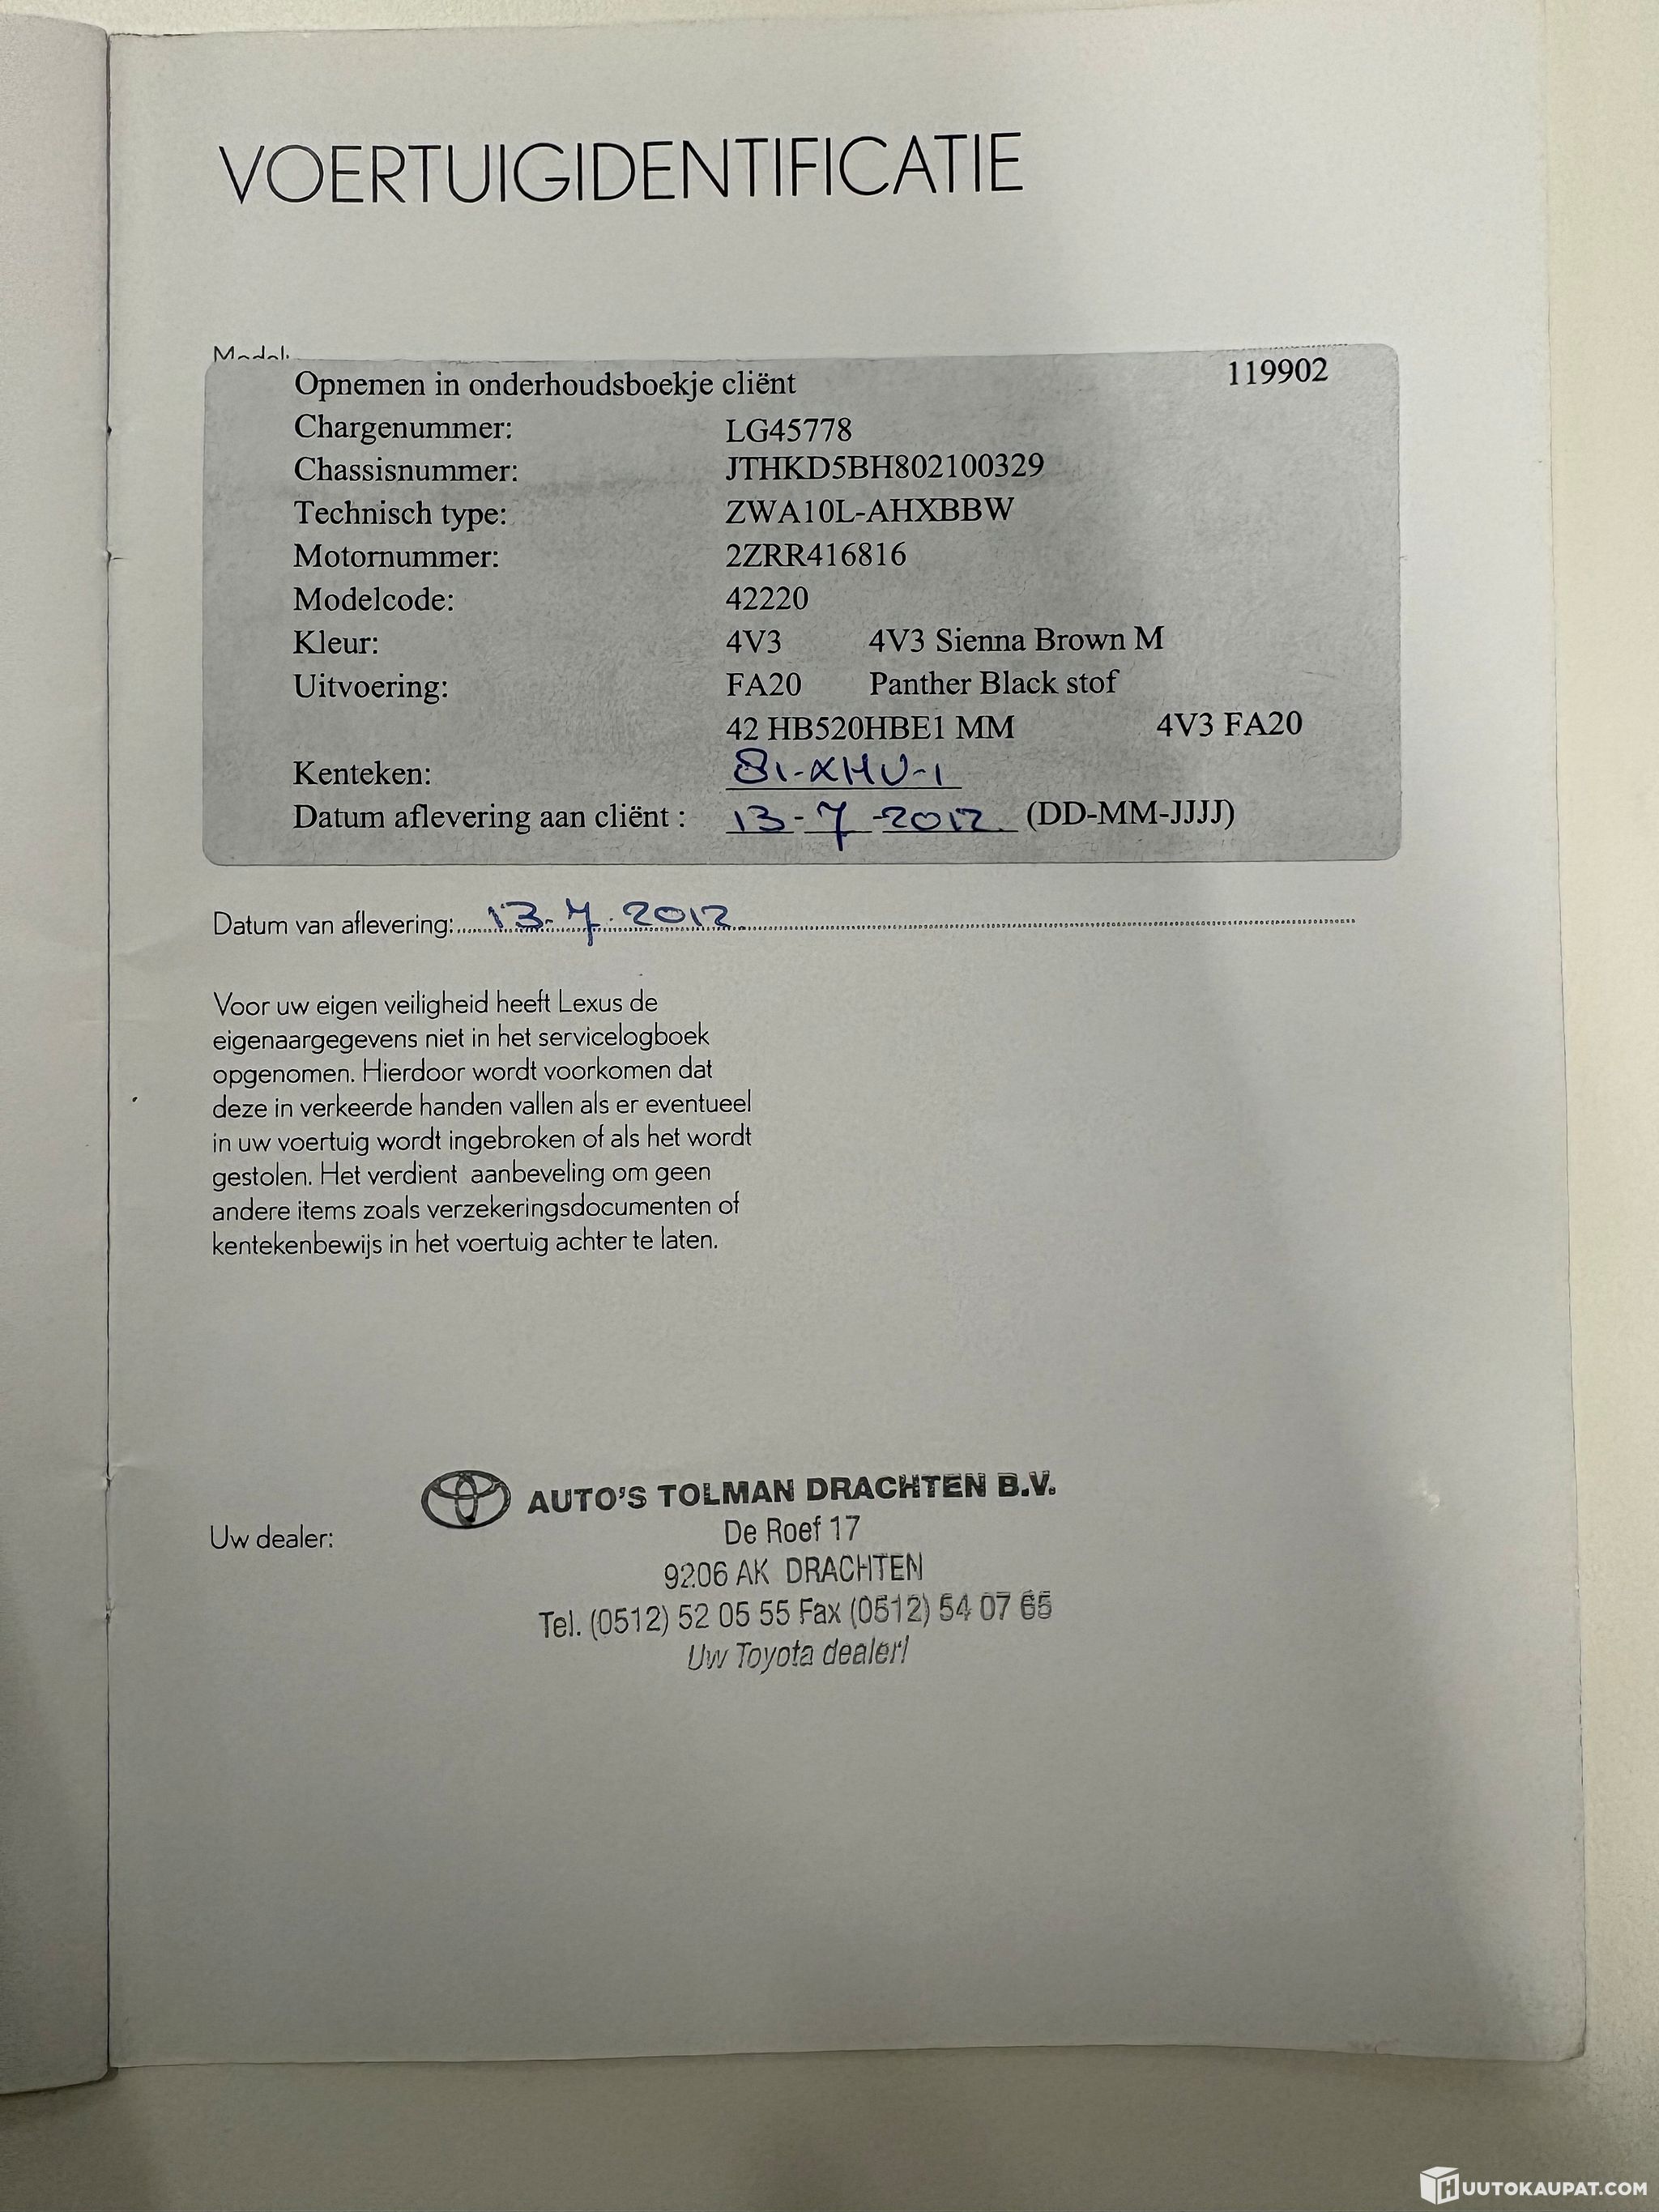 VOERTUIGIDENTIFICATIE
Model:
Opnemen in onderhoudsboekje cliënt 119902
Chargenummer: LG45778
Chassisnummer: JTHKD5BH802100329
Technisch type: ZWA10L-AHXBBW
Motornummer: 2ZRR416816
Modelcode: 42220
Kleur: 4V3 4V3 Sienna Brown M
Uitvoering: FA20 Panther Black stof
42 HB520HBE1 MM 4V3 FA20
Kenteken: 81-XHV-1
Datum aflevering aan cliënt : 13-7-2012 (DD-MM-JJJJ)
Datum van aflevering: 13-7-2012
Voor uw eigen veiligheid heeft Lexus de
eigenaargegevens niet in het servicelogboek
opgenomen. Hierdoor wordt voorkomen dat
deze in verkeerde handen vallen als er eventueel
in uw voertuig wordt ingebroken of als het wordt
gestolen. Het verdient aanbeveling om geen
andere items zoals verzekeringsdocumenten of
kentekenbewijs in het voertuig achter te laten.
AUTO'S TOLMAN DRACHTEN B.V.
Uw dealer: De Roef 17
9206 AK DRACHTEN
Tel. (0512) 52 05 55 Fax (0512) 54 07 65
Uw Toyota dealer!
HUUTOKAUPAT.COM